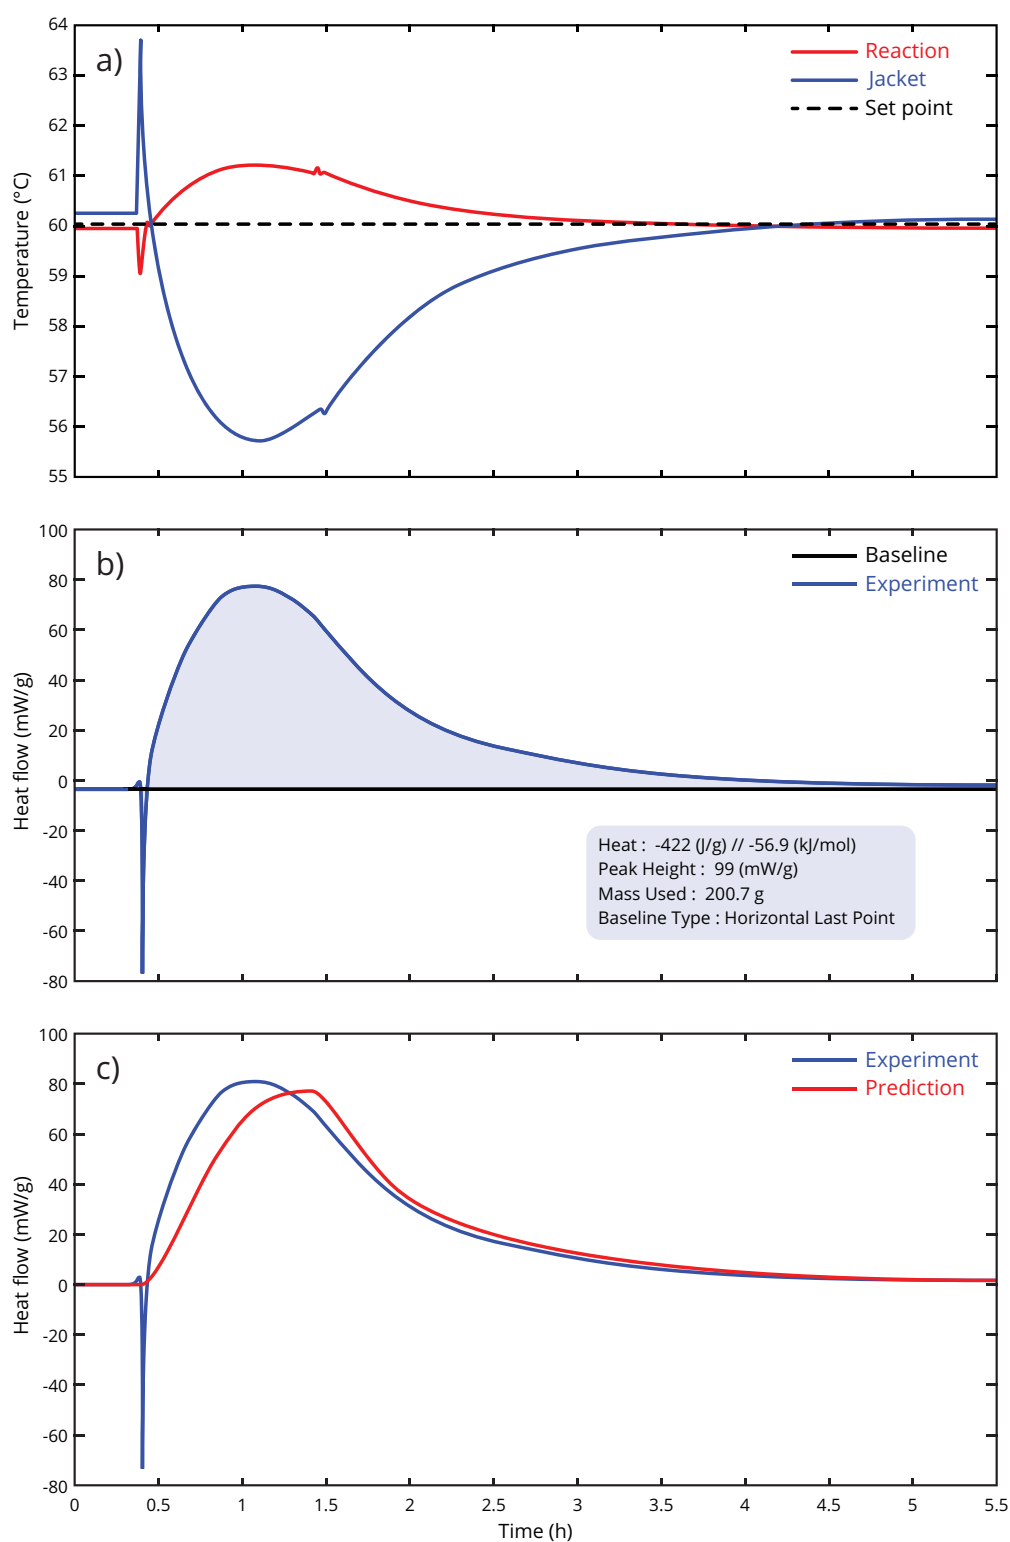 a)
Reaction
Jacket
Set point
64
63
62
61
60
59
58
57
56
55
Temperature (°C)
b)
Baseline
Experiment
100
80
60
40
20
0
-20
-40
-60
-80
Heat flow (mW/g)
Heat : -422 (J/g) // -56.9 (kJ/mol)
Peak Height : 99 (mW/g)
Mass Used : 200.7 g
Baseline Type : Horizontal Last Point
c)
Experiment
Prediction
100
80
60
40
20
0
-20
-40
-60
-80
Heat flow (mW/g)
0 0.5 1 1.5 2 2.5 3 3.5 4 4.5 5 5.5
Time (h)